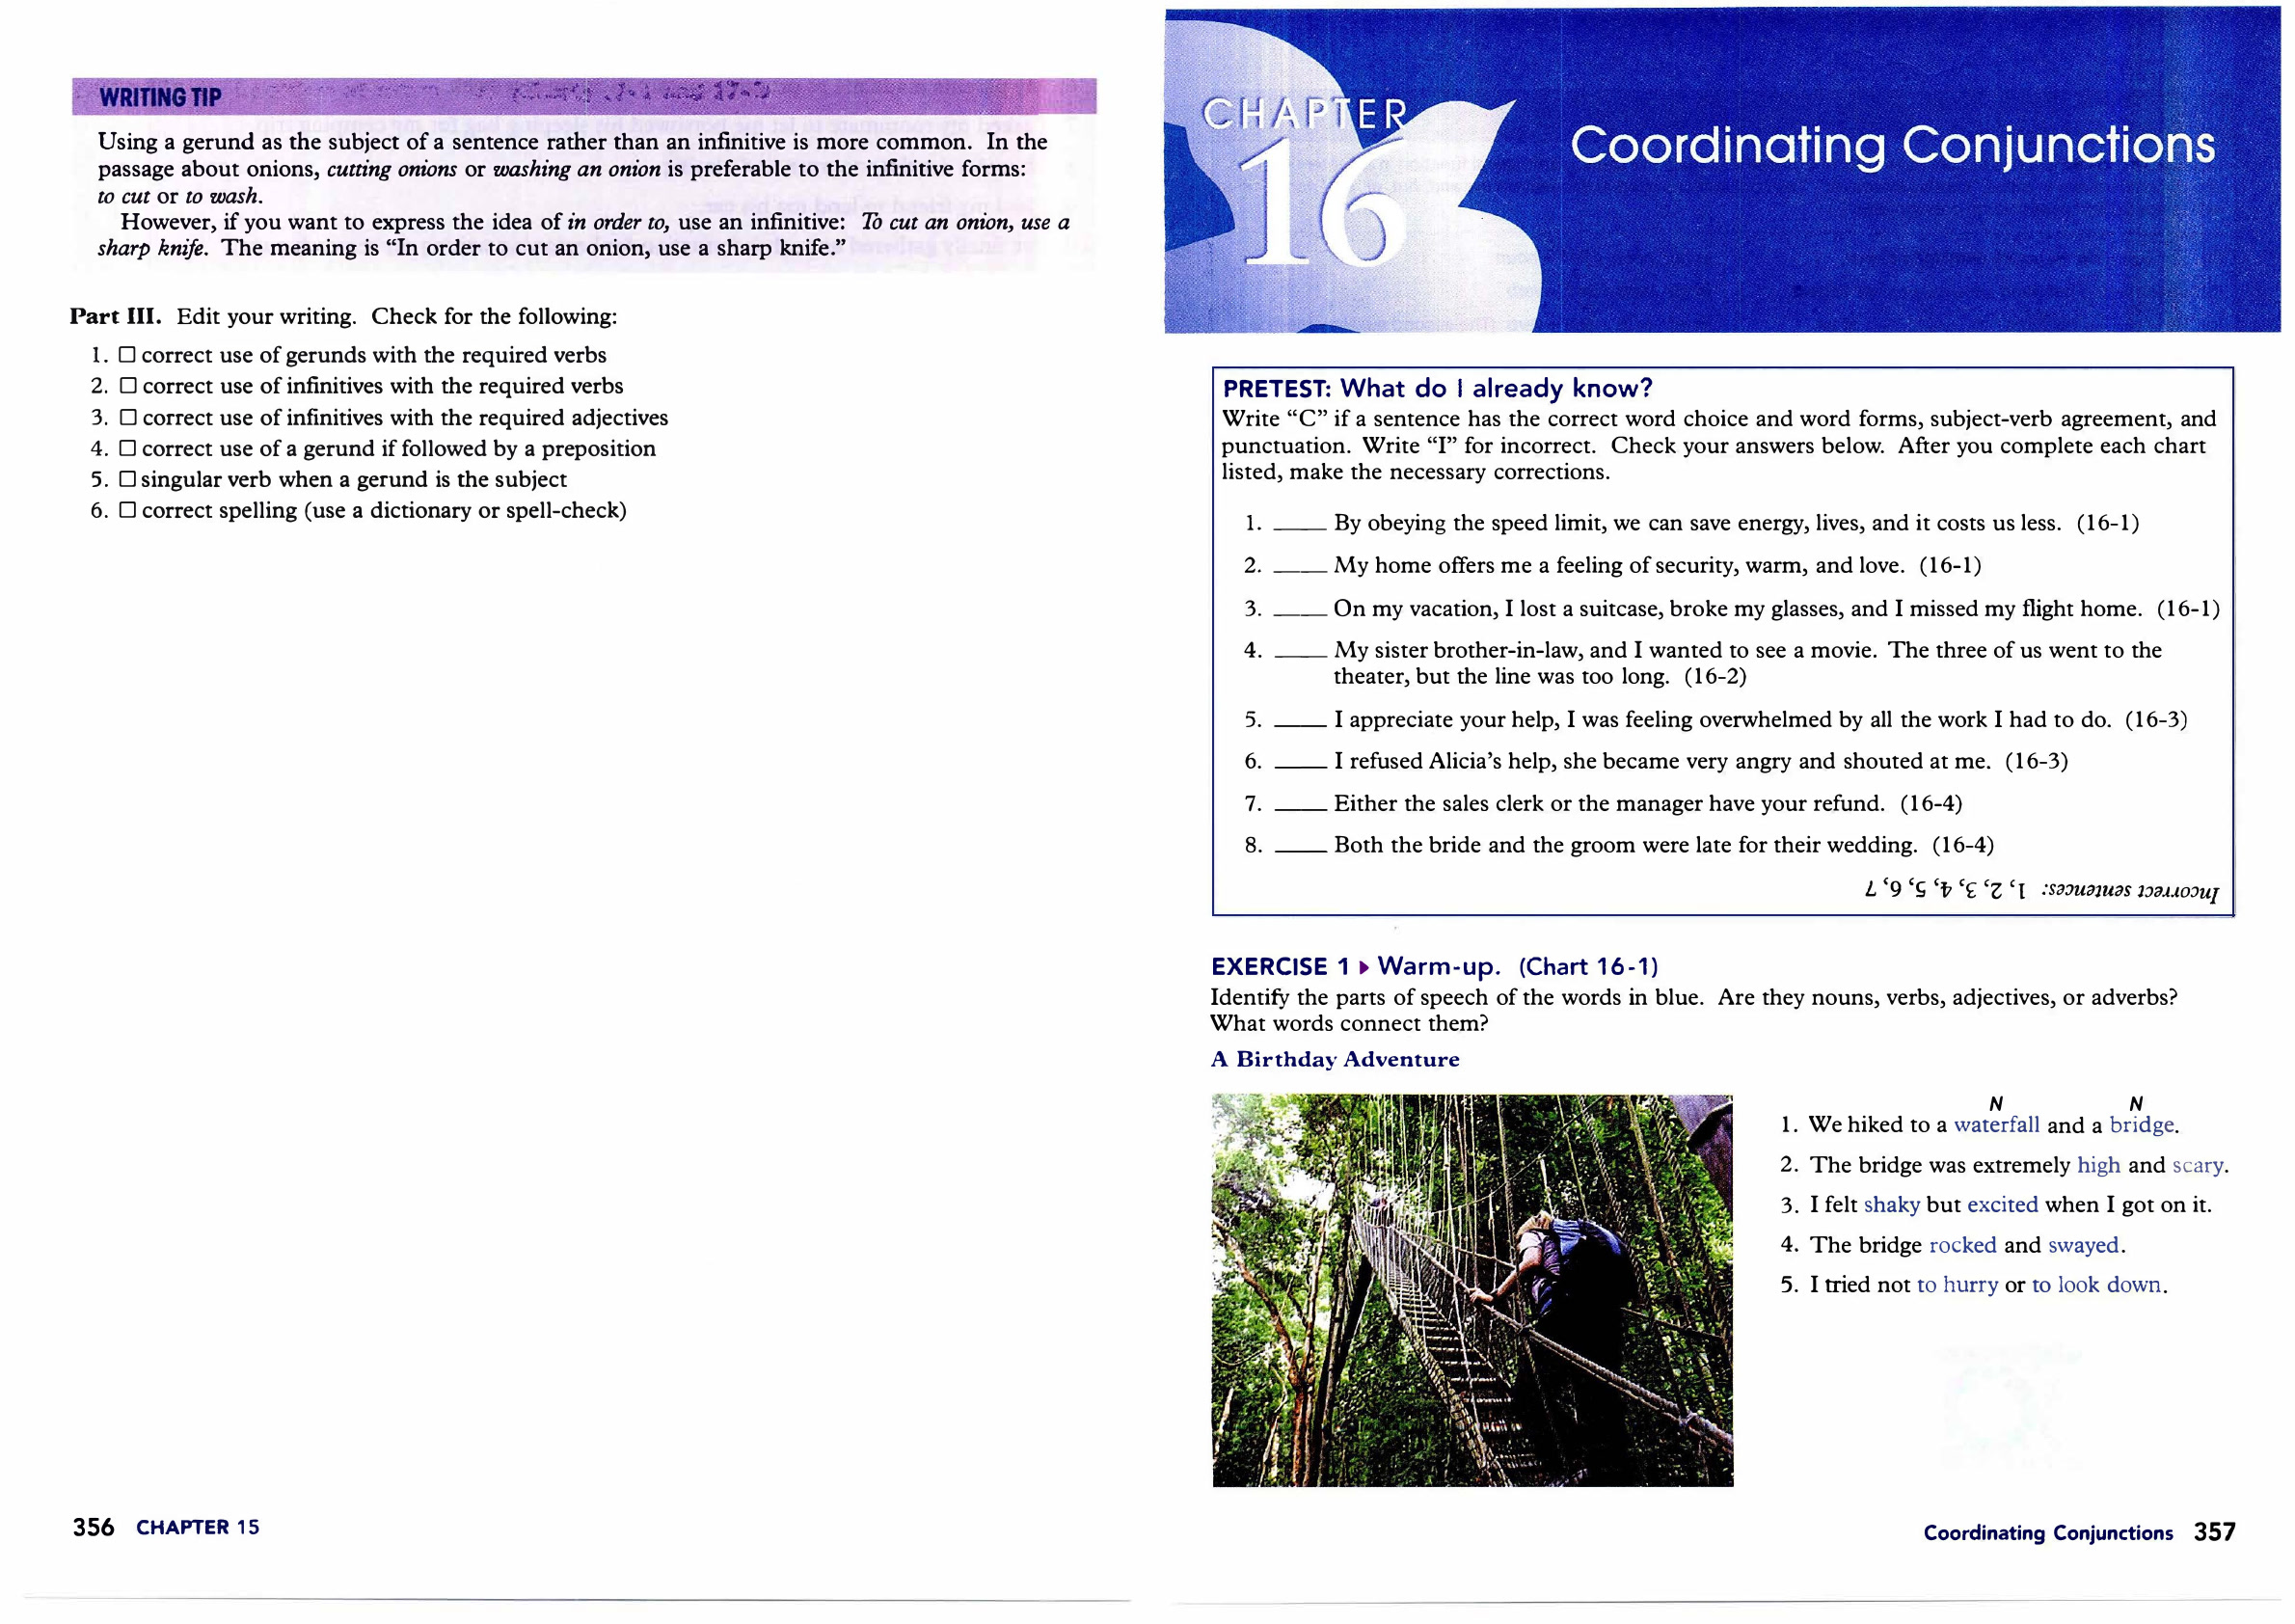 WRITING TIP
Using a gerund as the subject of a sentence rather than an infinitive is more common. In the
passage about onions, cutting onions or washing an onion is preferable to the infinitive forms:
to cut or to wash.
However, if you want to express the idea of in order to, use an infinitive: To cut an onion, use a
sharp knife. The meaning is “In order to cut an onion, use a sharp knife.”
Part III. Edit your writing. Check for the following:
1. □ correct use of gerunds with the required verbs
2. □ correct use of infinitives with the required verbs
3. □ correct use of infinitives with the required adjectives
4. □ correct use of a gerund if followed by a preposition
5. □ singular verb when a gerund is the subject
6. □ correct spelling (use a dictionary or spell-check)
356 CHAPTER 15
CHAPTER
16
Coordinating Conjunctions
PRETEST: What do I already know?
Write “C” if a sentence has the correct word choice and word forms, subject-verb agreement, and
punctuation. Write “I” for incorrect. Check your answers below. After you complete each chart
listed, make the necessary corrections.
1. ____ By obeying the speed limit, we can save energy, lives, and it costs us less. (16-1)
2. ____ My home offers me a feeling of security, warm, and love. (16-1)
3. ____ On my vacation, I lost a suitcase, broke my glasses, and I missed my flight home. (16-1)
4. ____ My sister brother-in-law, and I wanted to see a movie. The three of us went to the
theater, but the line was too long. (16-2)
5. ____ I appreciate your help, I was feeling overwhelmed by all the work I had to do. (16-3)
6. ____ I refused Alicia’s help, she became very angry and shouted at me. (16-3)
7. ____ Either the sales clerk or the manager have your refund. (16-4)
8. ____ Both the bride and the groom were late for their wedding. (16-4)
Incorrect sentences: 1, 2, 3, 4, 5, 6, 7
EXERCISE 1 ▸ Warm-up. (Chart 16-1)
Identify the parts of speech of the words in blue. Are they nouns, verbs, adjectives, or adverbs?
What words connect them?
A Birthday Adventure
N N
1. We hiked to a waterfall and a bridge.
2. The bridge was extremely high and scary.
3. I felt shaky but excited when I got on it.
4. The bridge rocked and swayed.
5. I tried not to hurry or to look down.
Coordinating Conjunctions 357